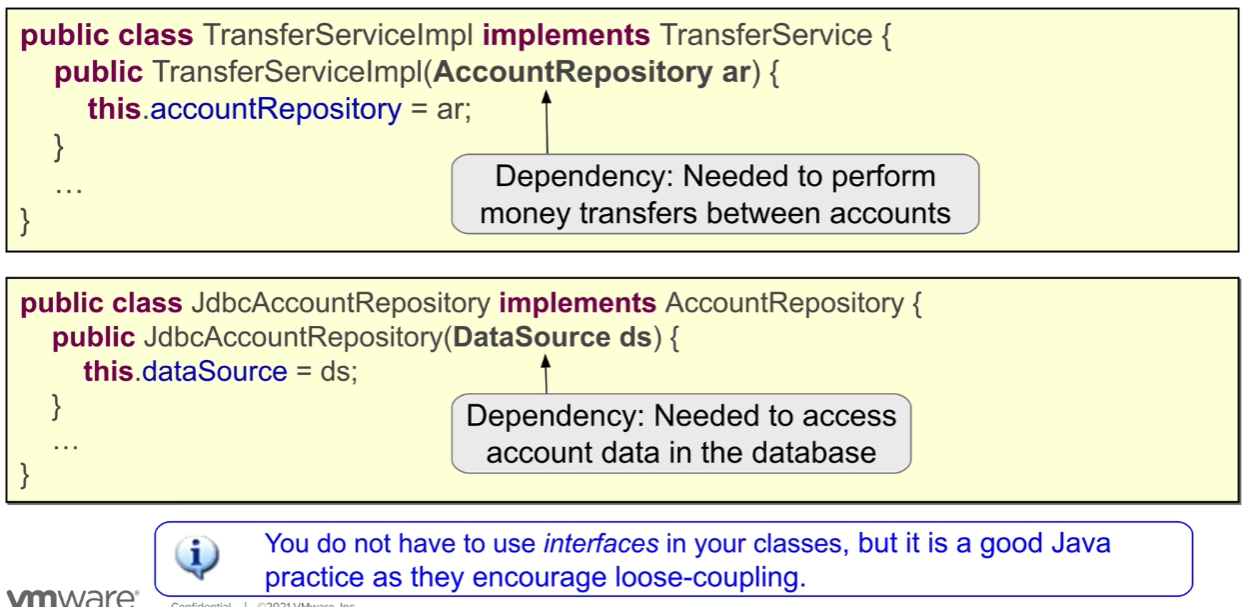 public class TransferServiceImpl implements TransferService {
public TransferServiceImpl(AccountRepository ar) {
this.accountRepository = ar;
}
…
}
Dependency: Needed to perform
money transfers between accounts
public class JdbcAccountRepository implements AccountRepository {
public JdbcAccountRepository(DataSource ds) {
this.dataSource = ds;
}
…
}
Dependency: Needed to access
account data in the database
You do not have to use interfaces in your classes, but it is a good Java
practice as they encourage loose-coupling.
vmware®
Confidential | ©2021 VMware, Inc.